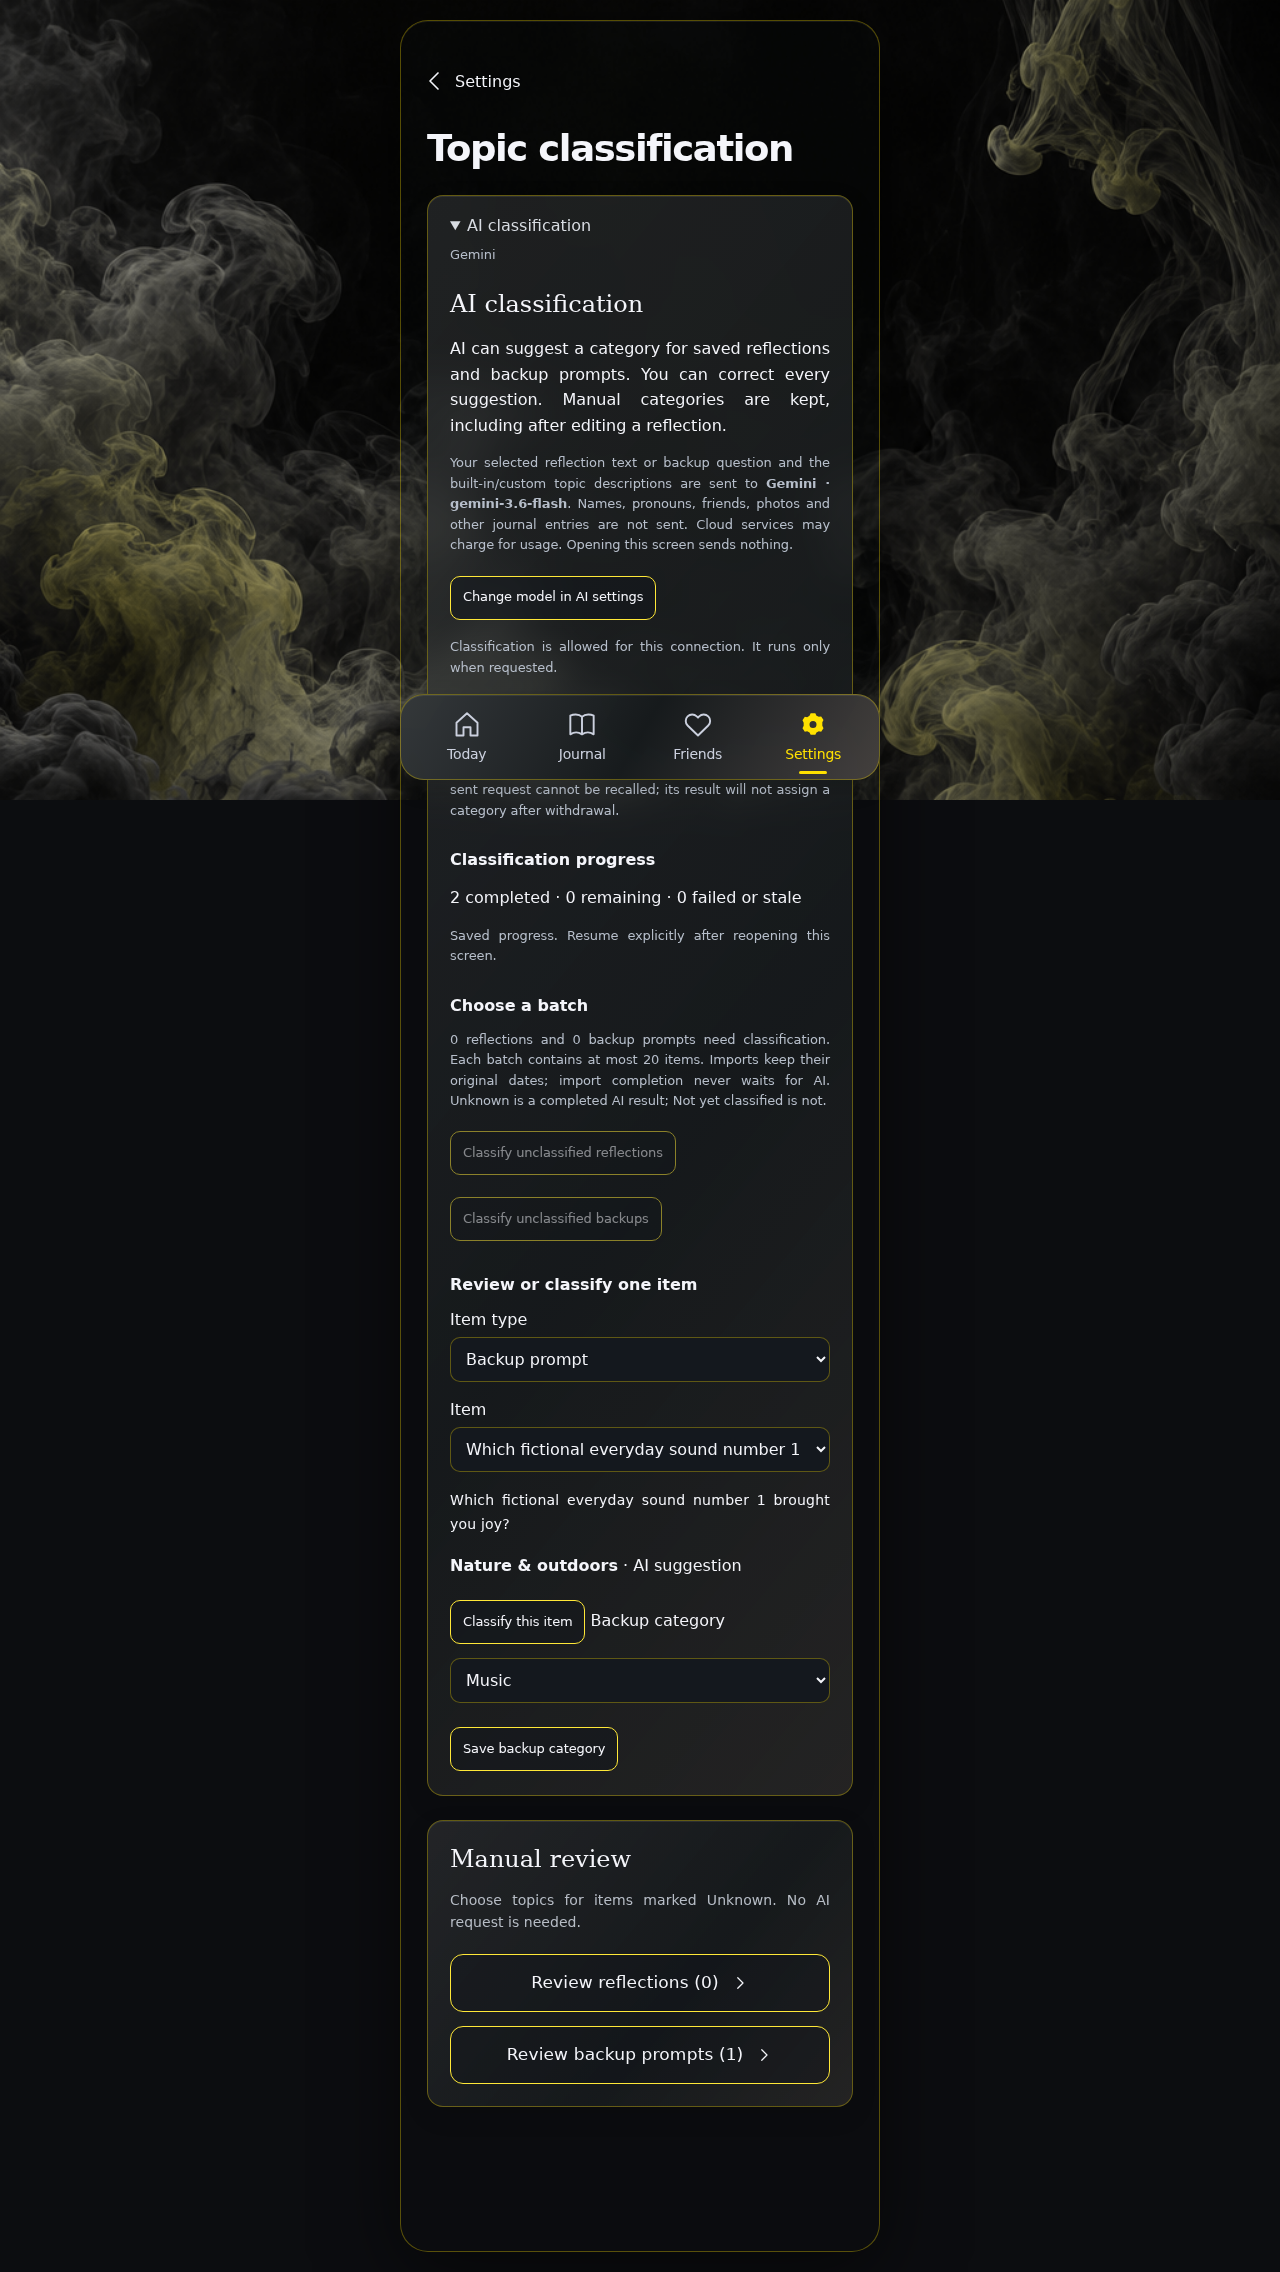 Settings
Topic classification
▼ AI classification
Gemini
AI classification
AI can suggest a category for saved reflections
and backup prompts. You can correct every
suggestion. Manual categories are kept,
including after editing a reflection.
Your selected reflection text or backup question and the
built-in/custom topic descriptions are sent to Gemini ·
gemini-3.6-flash. Names, pronouns, friends, photos and
other journal entries are not sent. Cloud services may
charge for usage. Opening this screen sends nothing.
Change model in AI settings
Classification is allowed for this connection. It runs only
when requested.
Today
Journal
Friends
Settings
sent request cannot be recalled; its result will not assign a
category after withdrawal.
Classification progress
2 completed · 0 remaining · 0 failed or stale
Saved progress. Resume explicitly after reopening this
screen.
Choose a batch
0 reflections and 0 backup prompts need classification.
Each batch contains at most 20 items. Imports keep their
original dates; import completion never waits for AI.
Unknown is a completed AI result; Not yet classified is not.
Classify unclassified reflections
Classify unclassified backups
Review or classify one item
Item type
Backup prompt
Item
Which fictional everyday sound number 1
Which fictional everyday sound number 1 brought
you joy?
Nature & outdoors · AI suggestion
Classify this item Backup category
Music
Save backup category
Manual review
Choose topics for items marked Unknown. No AI
request is needed.
Review reflections (0)
Review backup prompts (1)